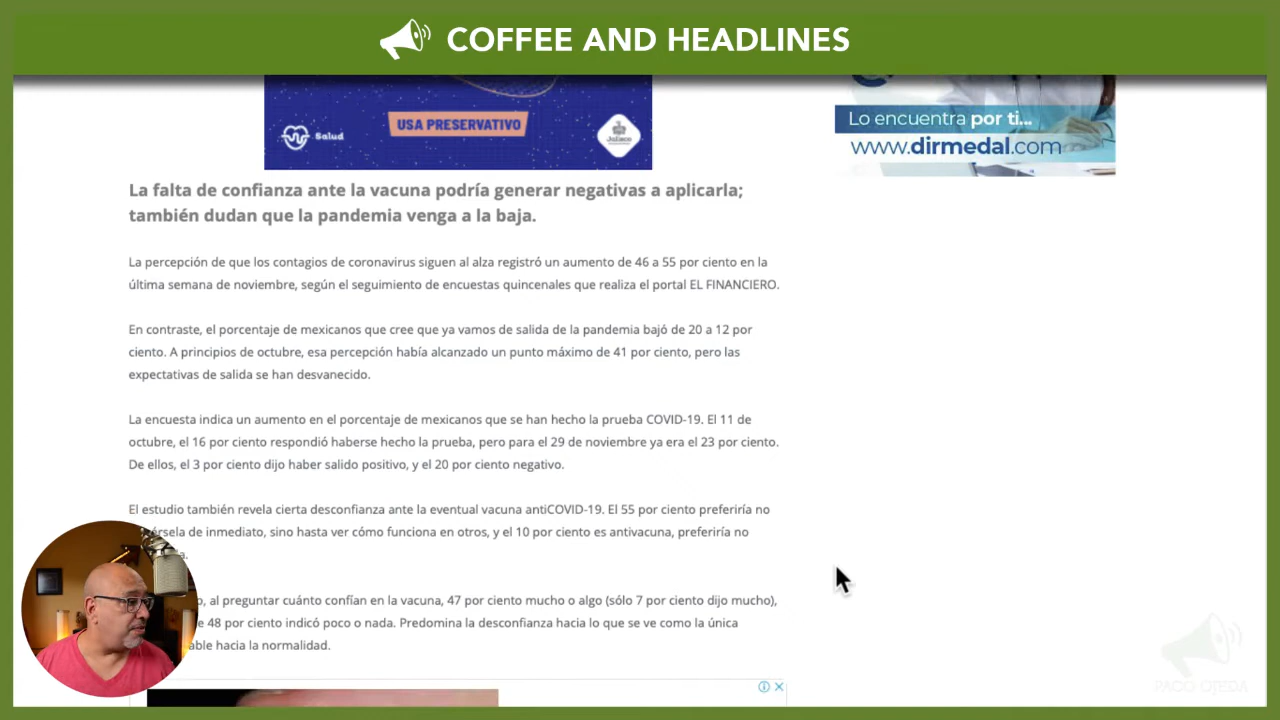 COFFEE AND HEADLINES
USA PRESERVATIVO
Salud
Jalisco
Lo encuentra por ti...
www.dirmedal.com
La falta de confianza ante la vacuna podría generar negativas a aplicarla;
también dudan que la pandemia venga a la baja.
La percepción de que los contagios de coronavirus siguen al alza registró un aumento de 46 a 55 por ciento en la
última semana de noviembre, según el seguimiento de encuestas quincenales que realiza el portal EL FINANCIERO.
En contraste, el porcentaje de mexicanos que cree que ya vamos de salida de la pandemia bajó de 20 a 12 por
ciento. A principios de octubre, esa percepción había alcanzado un punto máximo de 41 por ciento, pero las
expectativas de salida se han desvanecido.
La encuesta indica un aumento en el porcentaje de mexicanos que se han hecho la prueba COVID-19. El 11 de
octubre, el 16 por ciento respondió haberse hecho la prueba, pero para el 29 de noviembre ya era el 23 por ciento.
De ellos, el 3 por ciento dijo haber salido positivo, y el 20 por ciento negativo.
El estudio también revela cierta desconfianza ante la eventual vacuna antiCOVID-19. El 55 por ciento preferiría no
de inmediato, sino hasta ver cómo funciona en otros, y el 10 por ciento es antivacuna, preferiría no
al preguntar cuánto confían en la vacuna, 47 por ciento mucho o algo (sólo 7 por ciento dijo mucho),
48 por ciento indicó poco o nada. Predomina la desconfianza hacia lo que se ve como la única
hacia la normalidad.
PACO OJEDA